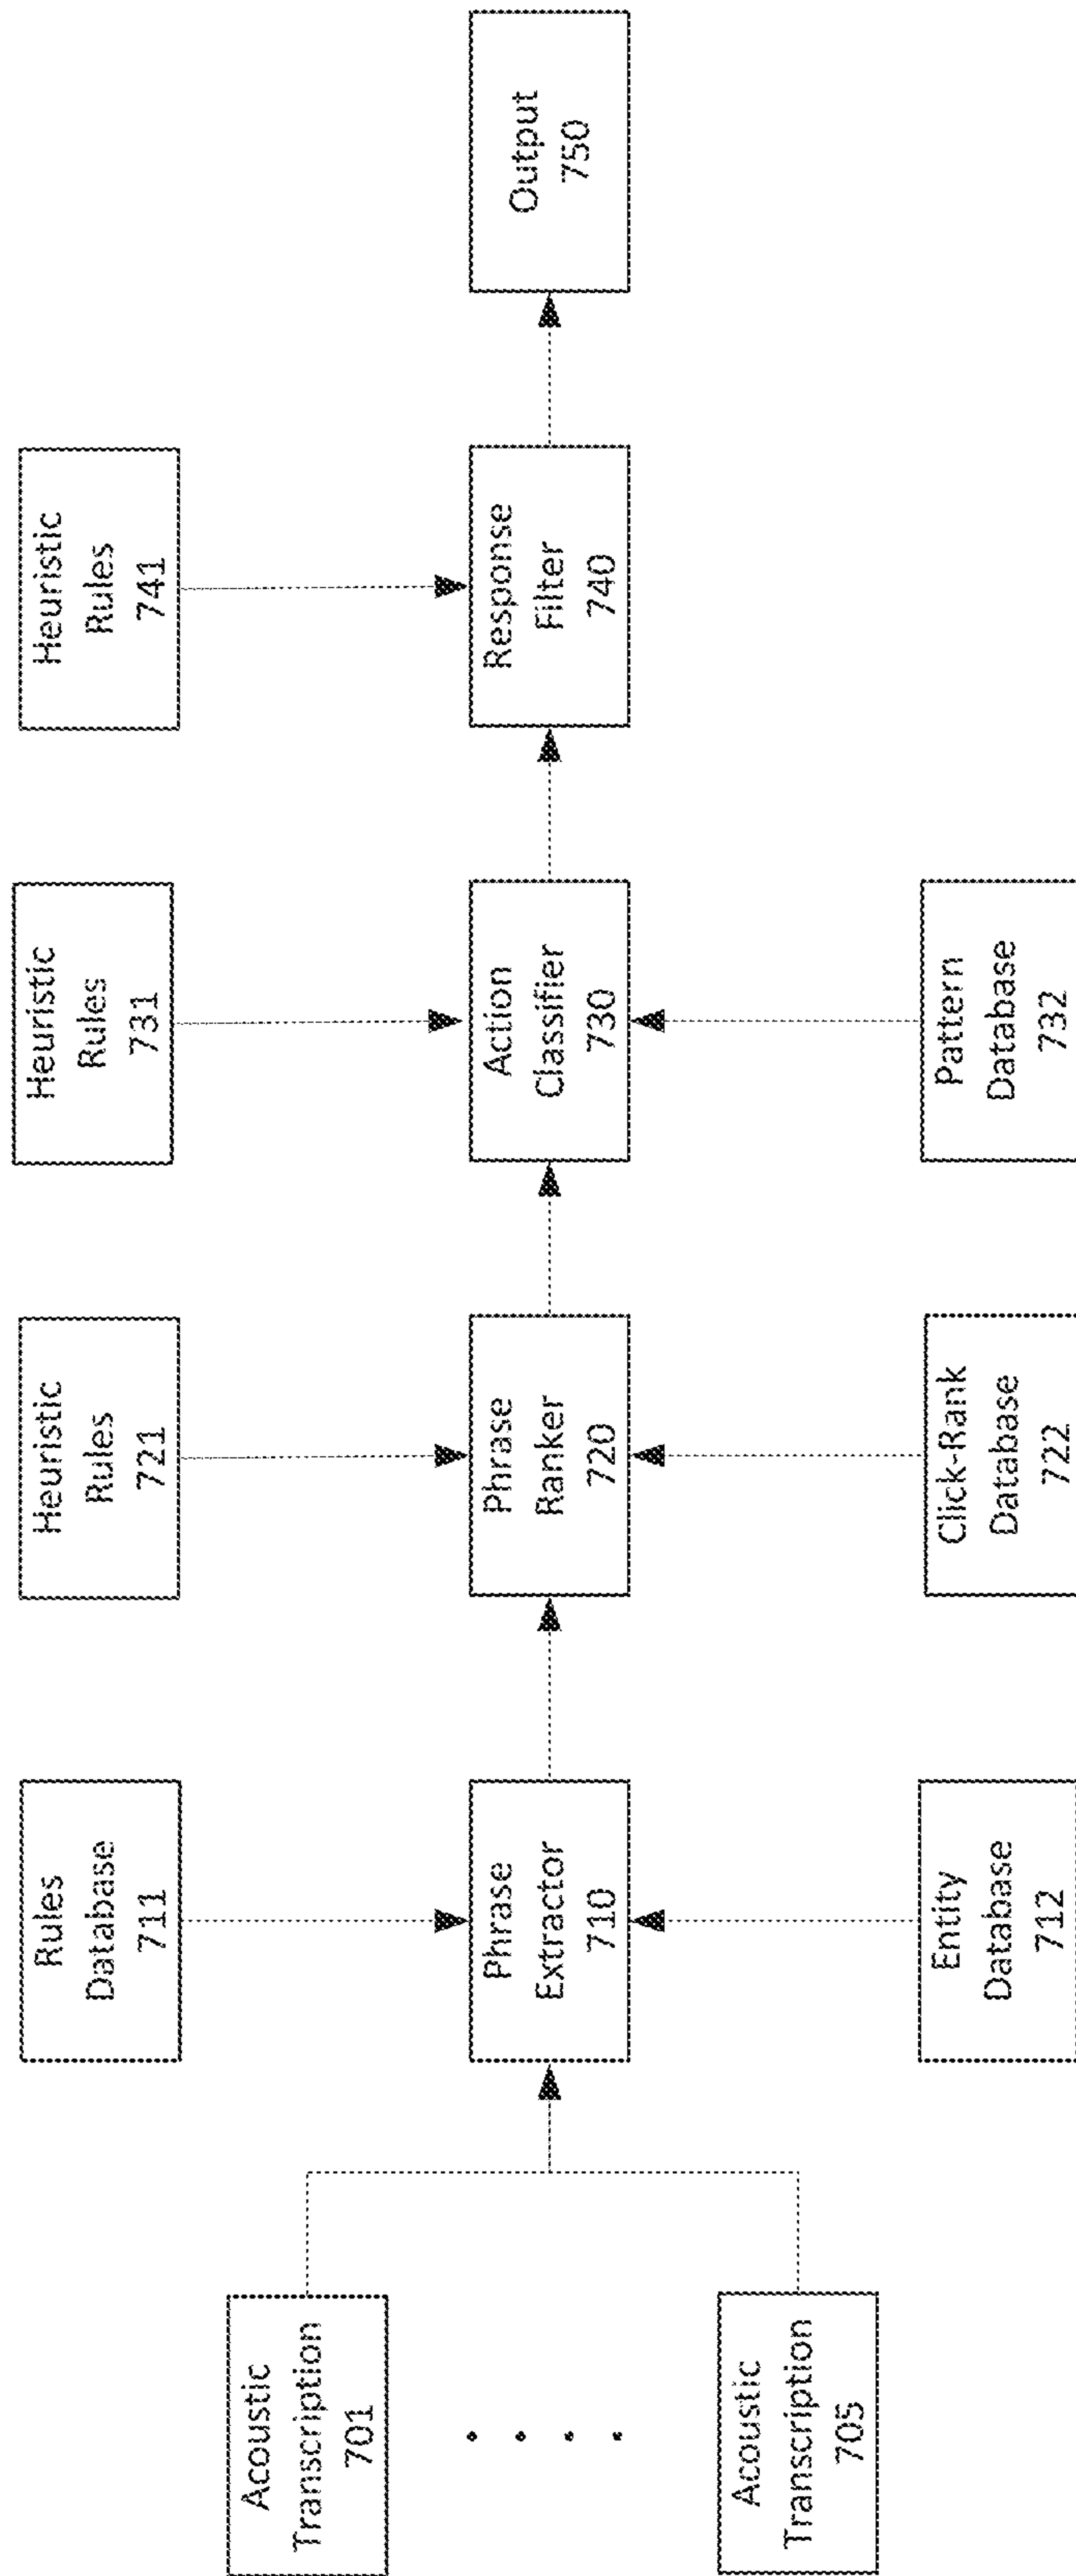 Acoustic
Transcription
701
Acoustic
Transcription
705
Rules
Database
711
Phrase
Extractor
710
Entity
Database
712
Heuristic
Rules
721
Phrase
Ranker
720
Click-Rank
Database
722
Heuristic
Rules
731
Action
Classifier
730
Pattern
Database
732
Heuristic
Rules
741
Response
Filter
740
Output
750